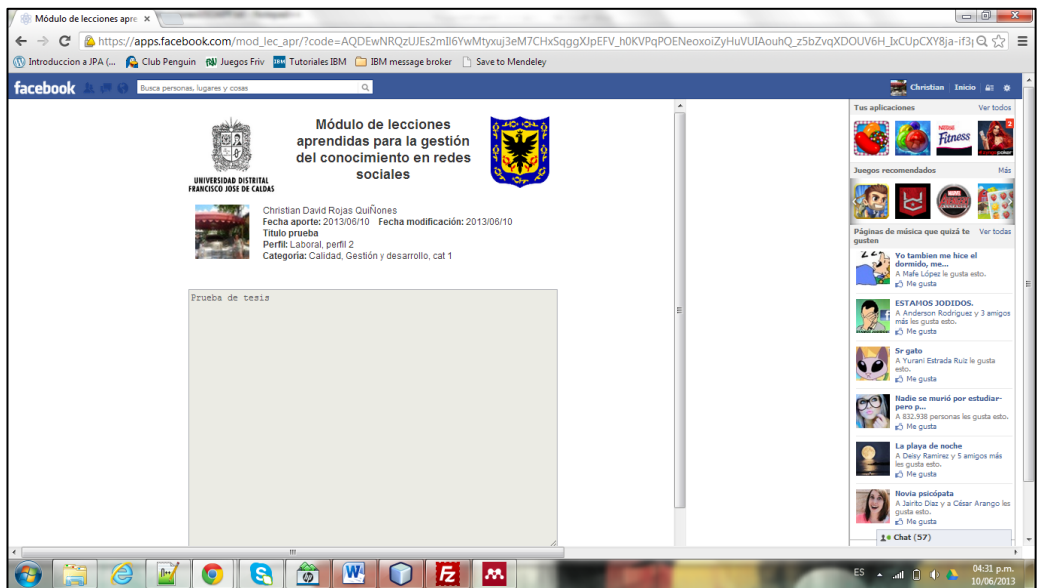 Módulo de lecciones apre
https://apps.facebook.com/mod_lec_apr/?code=AQDEwNRQzUJEs2mIl6YwMtyxuj3eM7CHxSqggXJpEFV_h0KVPqPOENeoxoiZyHuVUIAouhQ_z5bZvqXDOUV6H_IxCUpCXY8ja-if3j
Introduccion a JPA (... Club Penguin Juegos Friv Tutoriales IBM IBM message broker Save to Mendeley
facebook Busca personas, lugares y cosas Christian Inicio
Módulo de lecciones
aprendidas para la gestión
del conocimiento en redes
sociales
UNIVERSIDAD DISTRITAL
FRANCISCO JOSE DE CALDAS
Christian David Rojas QuiÑones
Fecha aporte: 2013/06/10 Fecha modificación: 2013/06/10
Titulo prueba
Perfil: Laboral, perfil 2
Categoría: Calidad, Gestión y desarrollo, cat 1
Prueba de tesis
Tus aplicaciones Ver todos
Fitness
poker
2
Juegos recomendados Más
Páginas de música que quizá te gusten Ver todas
Yo tambien me hice el
dormido, me...
A Mafe López le gusta esto.
Me gusta
ESTAMOS JODIDOS.
A Anderson Rodriguez y 3 amigos
más les gusta esto.
Me gusta
Sr gato
A Yurani Estrada Ruiz le gusta
esto.
Me gusta
Nadie se murió por estudiar-
pero p...
A 832.938 personas les gusta esto.
Me gusta
La playa de noche
A Deisy Ramirez y 5 amigos más
les gusta esto.
Me gusta
Novia psicópata
A Jairito Diaz y a César Arango les
gusta esto.
Me gusta
Chat (57)
ES 04:31 p.m.
10/06/2013